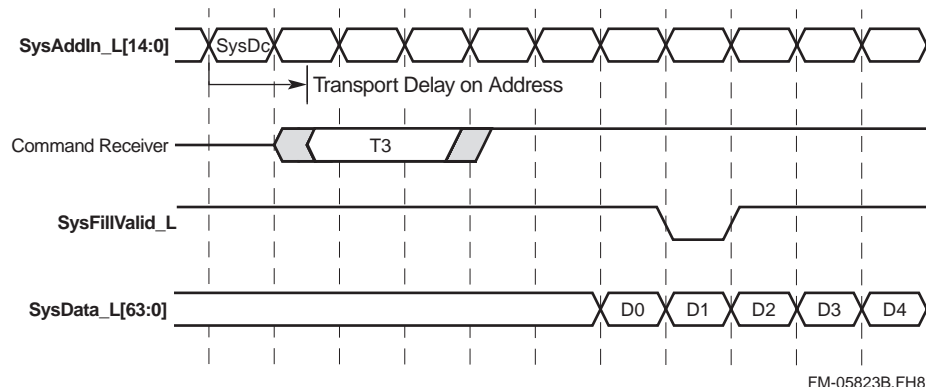 SysAddIn_L[14:0]
SysDc
Transport Delay on Address
Command Receiver
T3
SysFillValid_L
SysData_L[63:0]
D0 D1 D2 D3 D4
FM-05823B.FH8